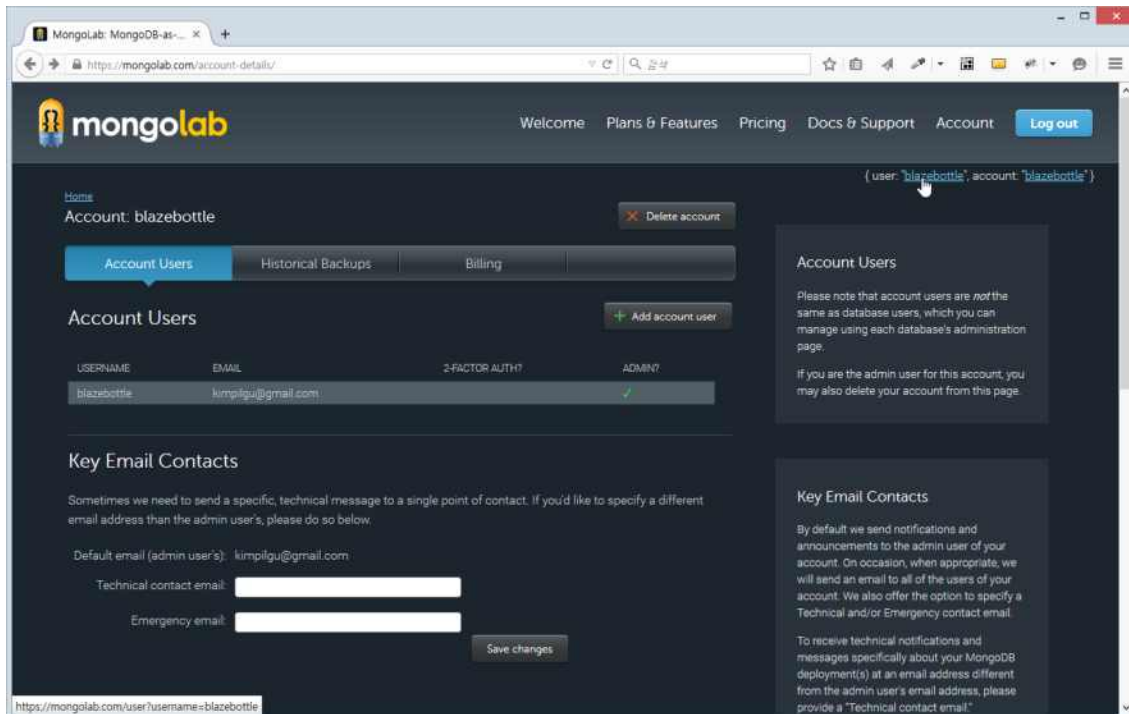 MongoLab: MongoDB-as-...
https://mongolab.com/account-details/
검색
mongolab
Welcome Plans & Features Pricing Docs & Support Account Log out
{ user: "blazebottle", account: "blazebottle" }
Home
Account: blazebottle
Delete account
Account Users Historical Backups Billing
Account Users
Add account user
USERNAME EMAIL 2-FACTOR AUTH? ADMIN?
blazebottle kimpilgu@gmail.com
Key Email Contacts
Sometimes we need to send a specific, technical message to a single point of contact. If you'd like to specify a different
email address than the admin user's, please do so below.
Default email (admin user's): kimpilgu@gmail.com
Technical contact email:
Emergency email:
Save changes
Account Users
Please note that account users are not the
same as database users, which you can
manage using each database's administration
page.
If you are the admin user for this account, you
may also delete your account from this page.
Key Email Contacts
By default we send notifications and
announcements to the admin user of your
account. On occasion, when appropriate, we
will send an email to all of the users of your
account. We also offer the option to specify a
Technical and/or Emergency contact email.
To receive technical notifications and
messages specifically about your MongoDB
deployment(s) at an email address different
from the admin user's email address, please
provide a "Technical contact email."
https://mongolab.com/user?username=blazebottle